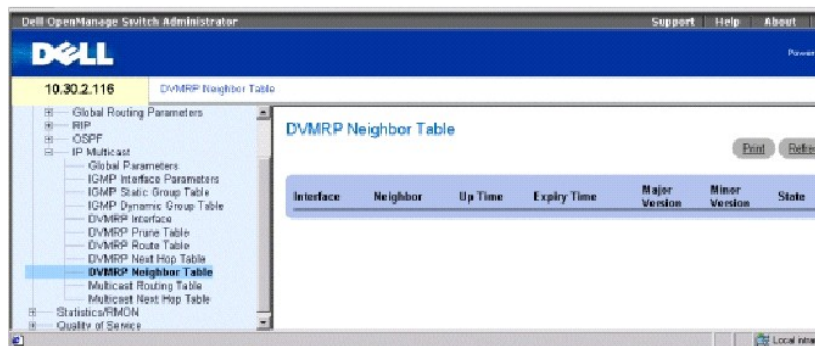 Dell OpenManage Switch Administrator
Support Help About
DELL
10.30.2.116
DVMRP Neighbor Table
Global Routing Parameters
RIP
OSPF
IP Multicast
Global Parameters
IGMP Interface Parameters
IGMP Static Group Table
IGMP Dynamic Group Table
DVMRP Interface
DVMRP Prune Table
DVMRP Route Table
DVMRP Next Hop Table
DVMRP Neighbor Table
Multicast Routing Table
Multicast Next Hop Table
Statistics/RMON
Quality of Service
DVMRP Neighbor Table
Print Refre
Interface Neighbor Up Time Expiry Time Major Version Minor Version State
Local intra